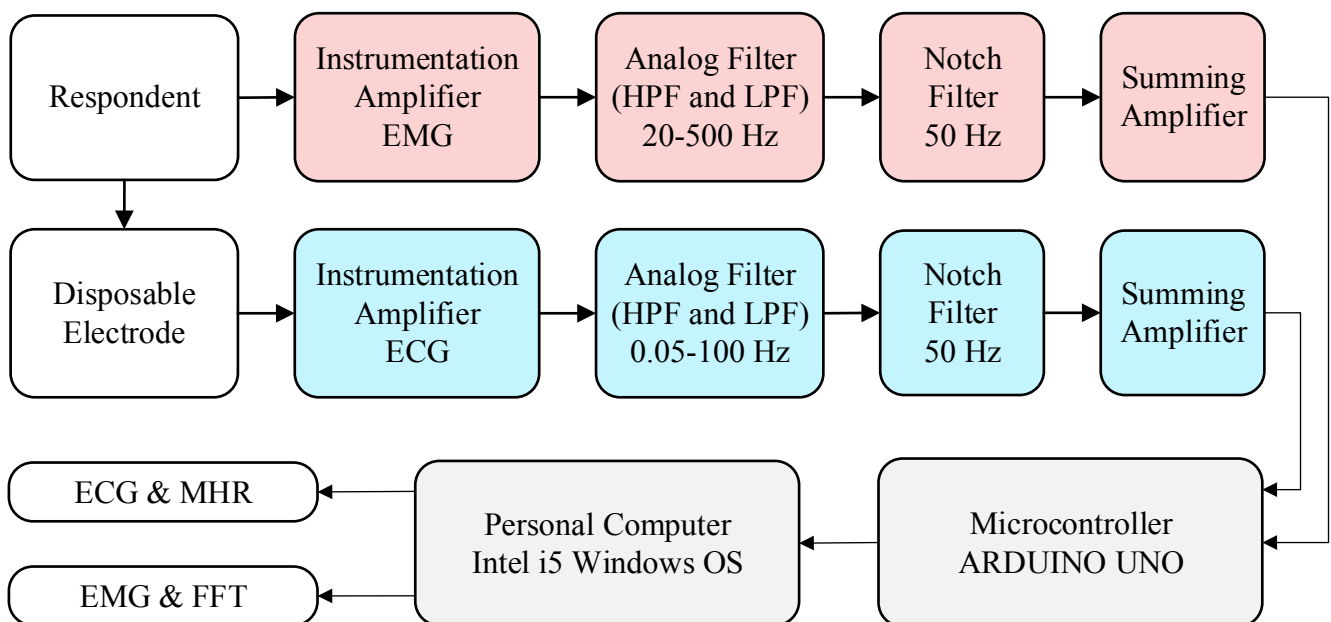 Respondent
Instrumentation
Amplifier
EMG
Analog Filter
(HPF and LPF)
20-500 Hz
Notch
Filter
50 Hz
Summing
Amplifier
Disposable
Electrode
Instrumentation
Amplifier
ECG
Analog Filter
(HPF and LPF)
0.05-100 Hz
Notch
Filter
50 Hz
Summing
Amplifier
ECG & MHR
EMG & FFT
Personal Computer
Intel i5 Windows OS
Microcontroller
ARDUINO UNO